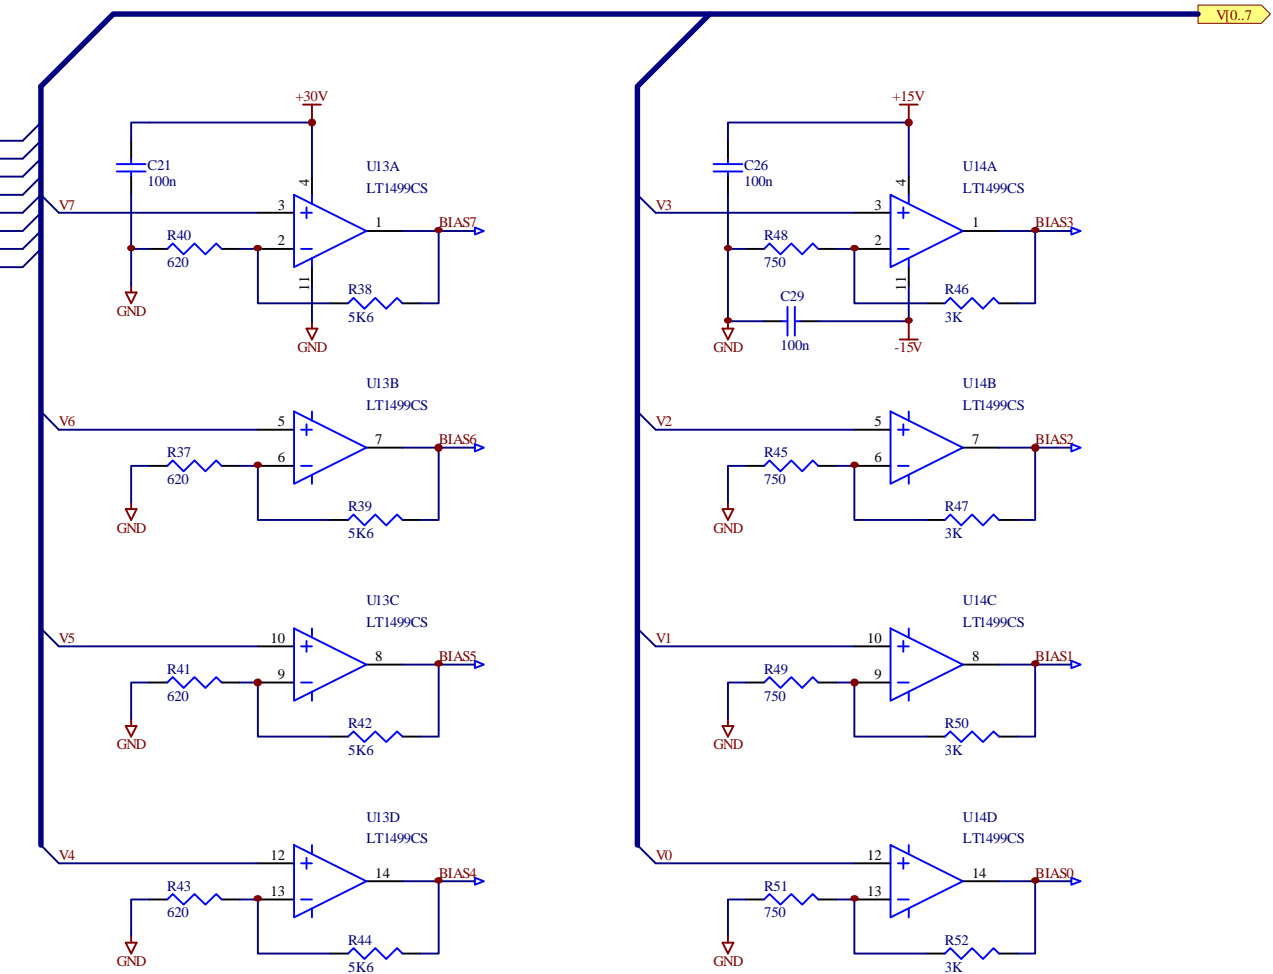 V[0..7
+30V
C21
100n
U13A
LT1499CS
4
V7
3
1
BIAS7
R40
620
2
11
R38
5K6
GND
GND
+15V
C26
100n
U14A
LT1499CS
4
V3
3
1
BIAS3
R48
750
2
11
R46
3K
C29
100n
GND
-15V
U13B
LT1499CS
V6
5
7
BIAS6
R37
620
6
R39
5K6
GND
U14B
LT1499CS
V2
5
7
BIAS2
R45
750
6
R47
3K
GND
U13C
LT1499CS
V5
10
8
BIAS5
R41
620
9
R42
5K6
GND
U14C
LT1499CS
V1
10
8
BIAS1
R49
750
9
R50
3K
GND
U13D
LT1499CS
V4
12
14
BIAS4
R43
620
13
R44
5K6
GND
U14D
LT1499CS
V0
12
14
BIAS0
R51
750
13
R52
3K
GND